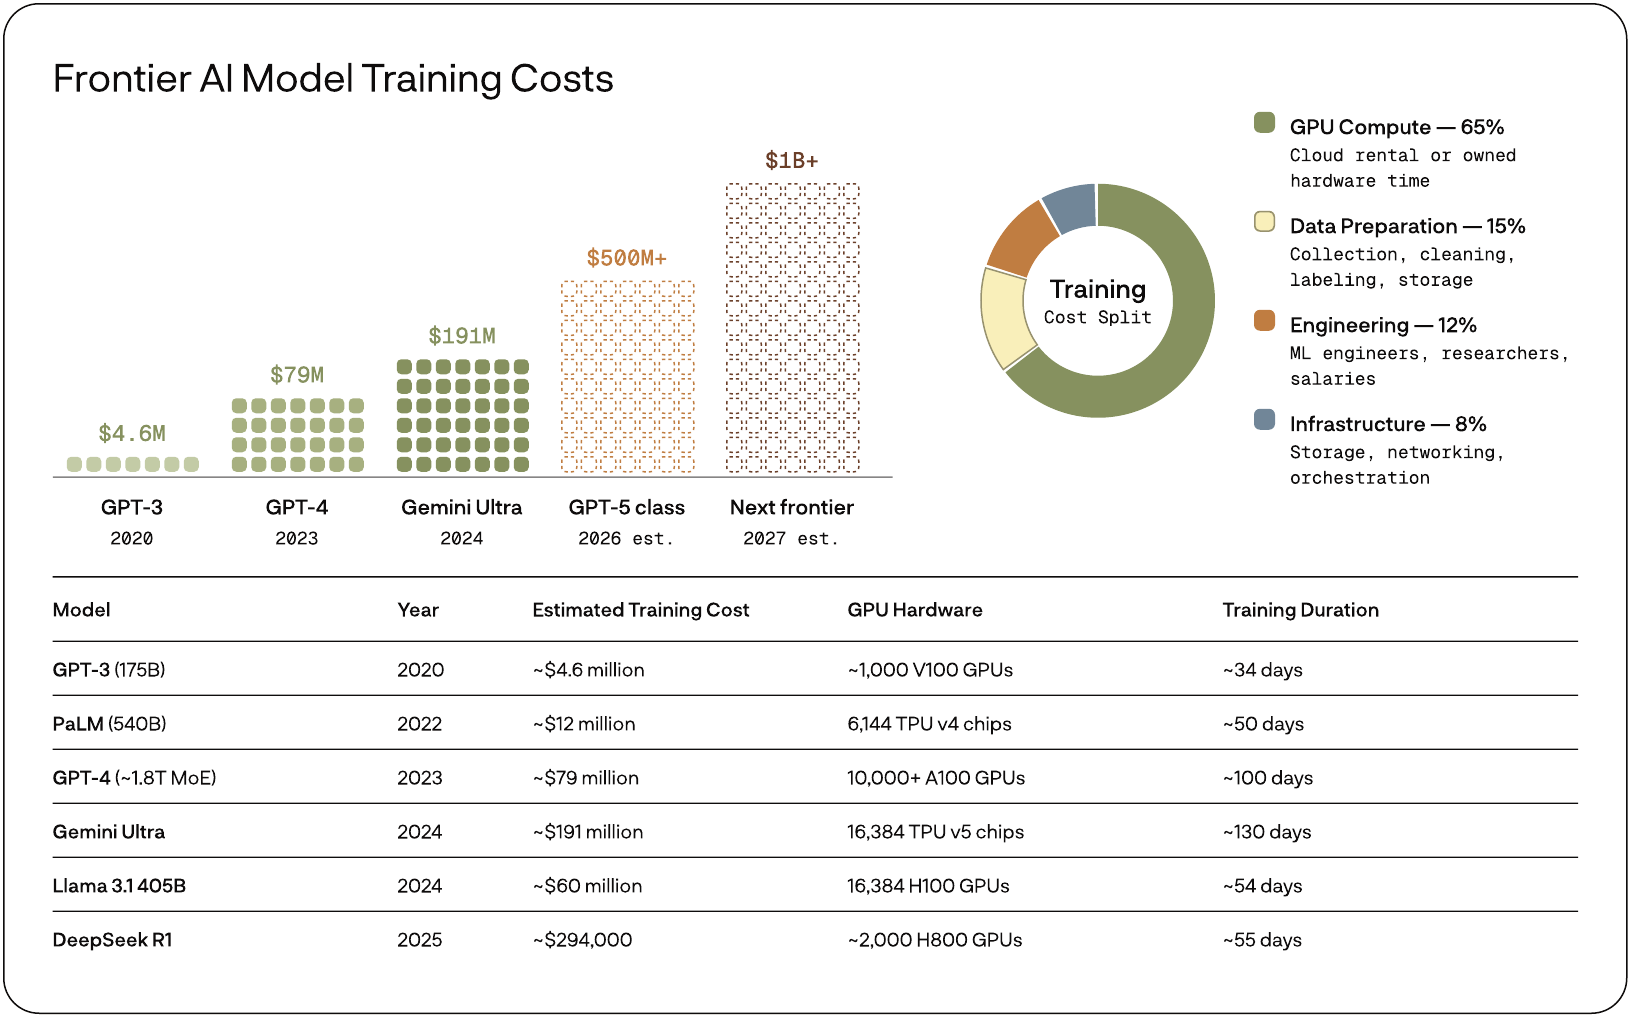 Frontier AI Model Training Costs
$4.6M
$79M
$191M
$500M+
$1B+
GPT-3
2020
GPT-4
2023
Gemini Ultra
2024
GPT-5 class
2026 est.
Next frontier
2027 est.
Training
Cost Split
GPU Compute — 65%
Cloud rental or owned
hardware time
Data Preparation — 15%
Collection, cleaning,
labeling, storage
Engineering — 12%
ML engineers, researchers,
salaries
Infrastructure — 8%
Storage, networking,
orchestration
Model Year Estimated Training Cost GPU Hardware Training Duration
GPT-3 (175B) 2020 ~$4.6 million ~1,000 V100 GPUs ~34 days
PaLM (540B) 2022 ~$12 million 6,144 TPU v4 chips ~50 days
GPT-4 (~1.8T MoE) 2023 ~$79 million 10,000+ A100 GPUs ~100 days
Gemini Ultra 2024 ~$191 million 16,384 TPU v5 chips ~130 days
Llama 3.1 405B 2024 ~$60 million 16,384 H100 GPUs ~54 days
DeepSeek R1 2025 ~$294,000 ~2,000 H800 GPUs ~55 days